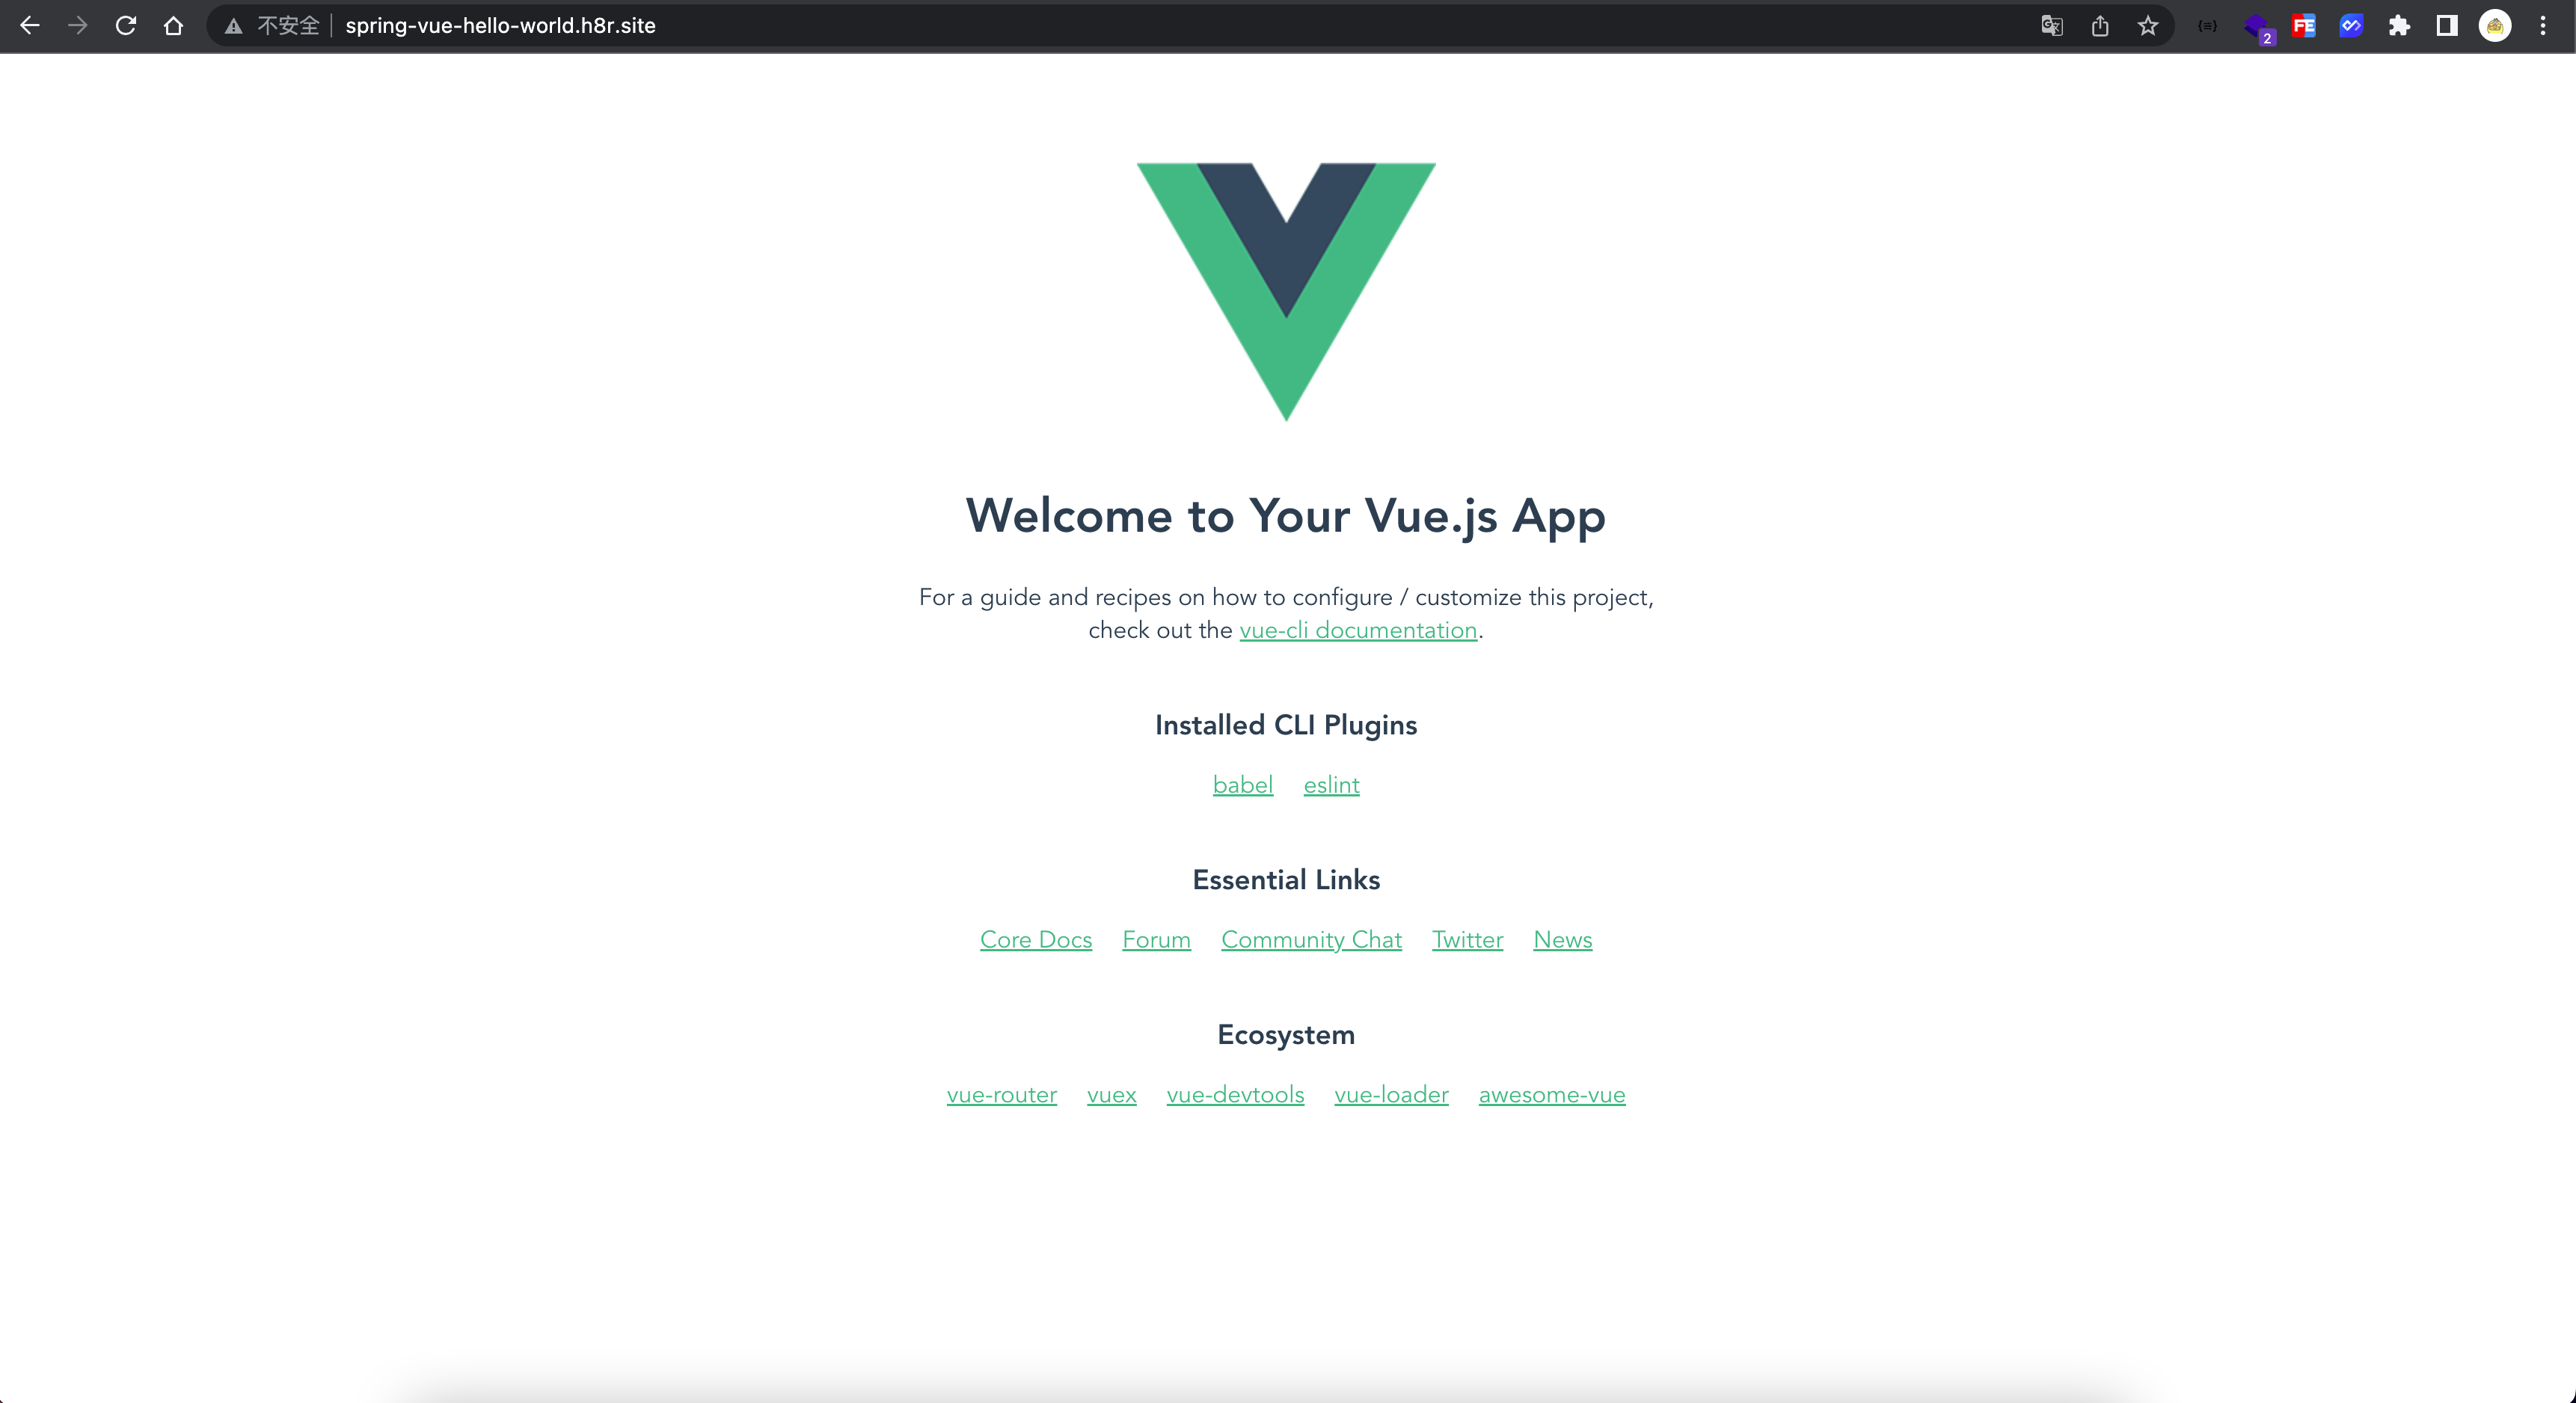 不安全 spring-vue-hello-world.h8r.site
2
FE
Welcome to Your Vue.js App
For a guide and recipes on how to configure / customize this project,
check out the vue-cli documentation.
Installed CLI Plugins
babel eslint
Essential Links
Core Docs Forum Community Chat Twitter News
Ecosystem
vue-router vuex vue-devtools vue-loader awesome-vue